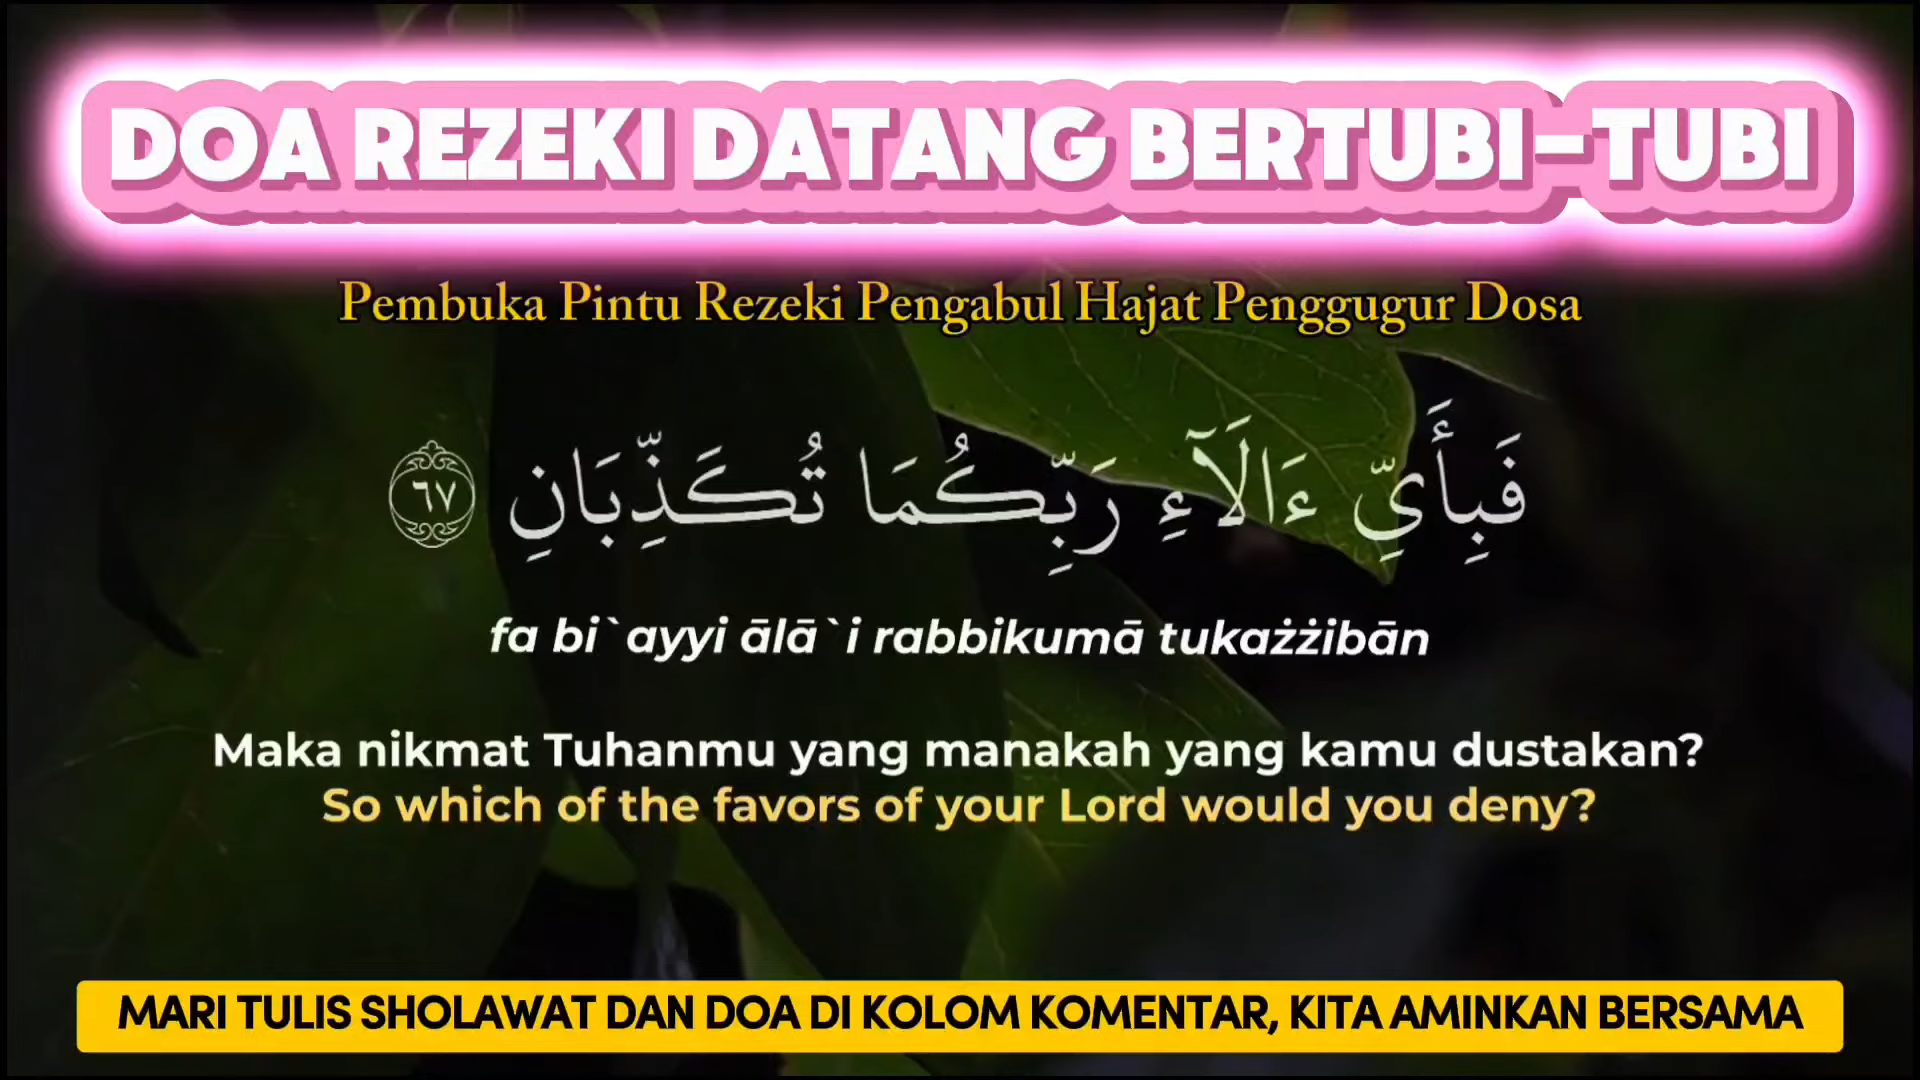 DOA REZEKI DATANG BERTUBI-TUBI
Pembuka Pintu Rezeki Pengabul Hajat Penggugur Dosa
فَبِأَيِّ ءَالَآءِ رَبِّكُمَا تُكَذِّبَانِ ٦٧
fa bi`ayyi ālā`i rabbikumā tukażżibān
Maka nikmat Tuhanmu yang manakah yang kamu dustakan?
So which of the favors of your Lord would you deny?
MARI TULIS SHOLAWAT DAN DOA DI KOLOM KOMENTAR, KITA AMINKAN BERSAMA